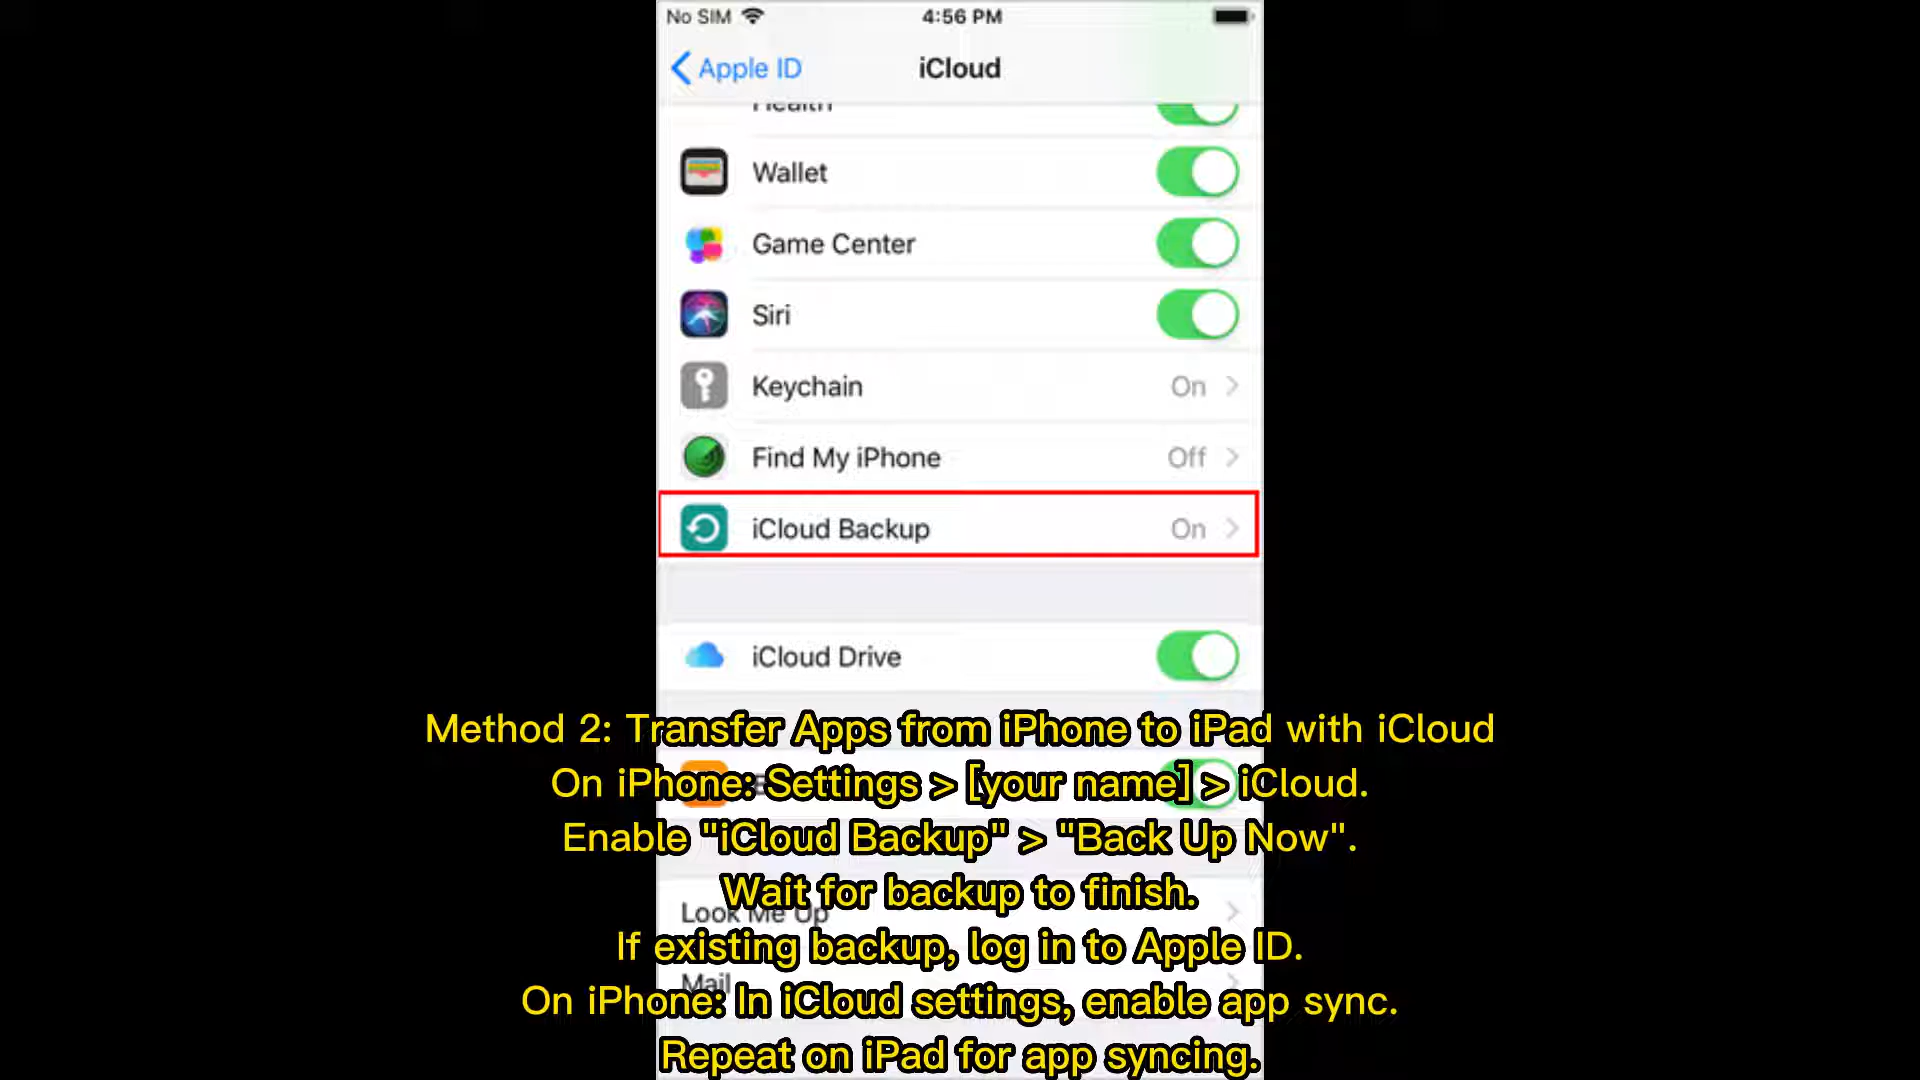 No SIM
4:56 PM
Apple ID
iCloud
Health
Wallet
Game Center
Siri
Keychain
On
Find My iPhone
Off
iCloud Backup
On
iCloud Drive
Method 2: Transfer Apps from iPhone to iPad with iCloud
On iPhone: Settings > [your name] > iCloud.
Enable "iCloud Backup" > "Back Up Now".
Wait for backup to finish.
Look Me Up
If existing backup, log in to Apple ID.
Mail
On iPhone: In iCloud settings, enable app sync.
Repeat on iPad for app syncing.